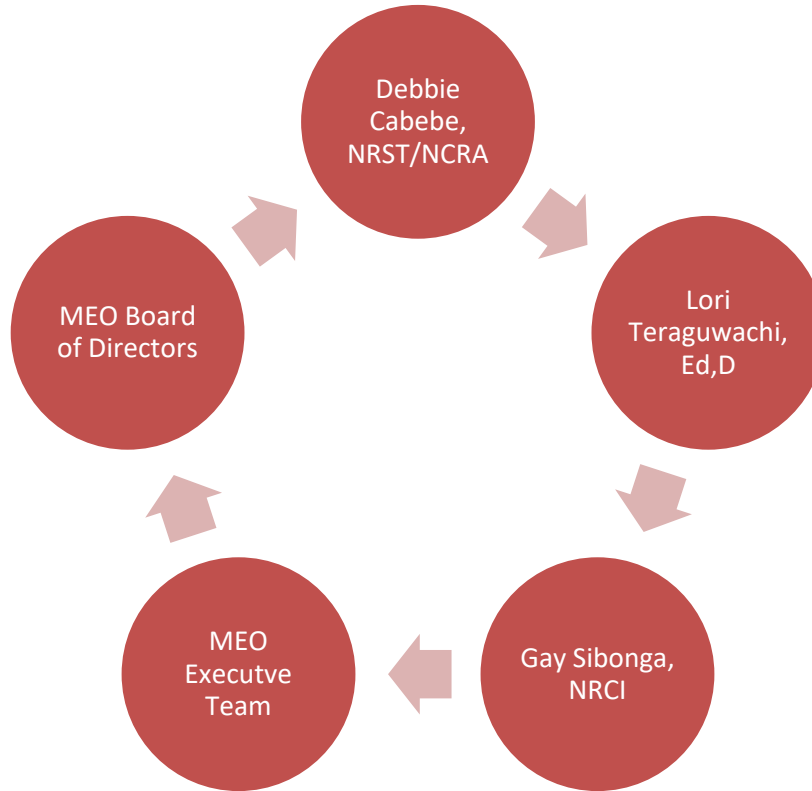 Debbie
Cabebe,
NRST/NCRA
Lori
Teraguwachi,
Ed,D
Gay Sibonga,
NRCI
MEO
Executve
Team
MEO Board
of Directors